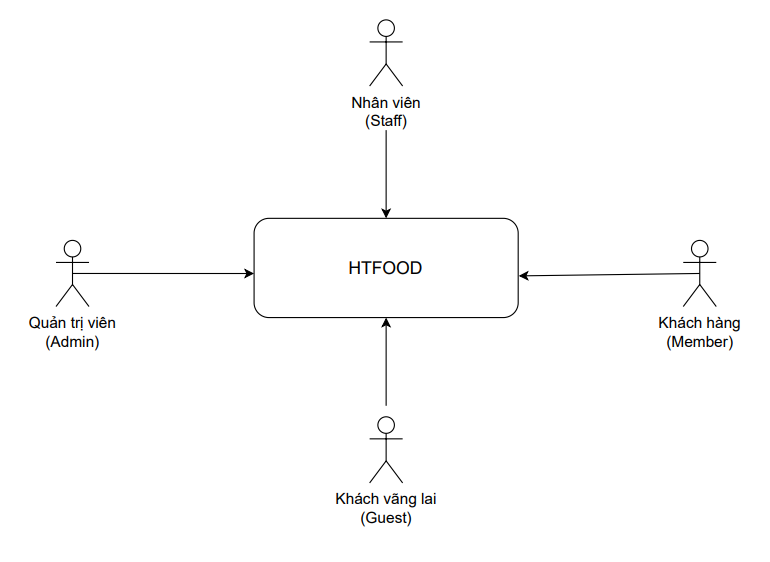 Nhân viên
(Staff)
HTFOOD
Quản trị viên
(Admin)
Khách hàng
(Member)
Khách vãng lai
(Guest)